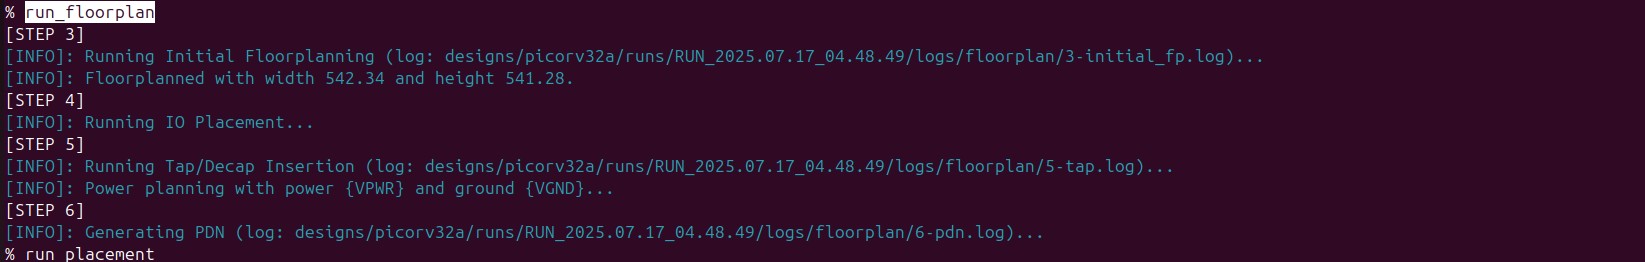 % run_floorplan
[STEP 3]
[INFO]: Running Initial Floorplanning (log: designs/picorv32a/runs/RUN_2025.07.17_04.48.49/logs/floorplan/3-initial_fp.log)...
[INFO]: Floorplanned with width 542.34 and height 541.28.
[STEP 4]
[INFO]: Running IO Placement...
[STEP 5]
[INFO]: Running Tap/Decap Insertion (log: designs/picorv32a/runs/RUN_2025.07.17_04.48.49/logs/floorplan/5-tap.log)...
[INFO]: Power planning with power {VPWR} and ground {VGND}...
[STEP 6]
[INFO]: Generating PDN (log: designs/picorv32a/runs/RUN_2025.07.17_04.48.49/logs/floorplan/6-pdn.log)...
% run placement